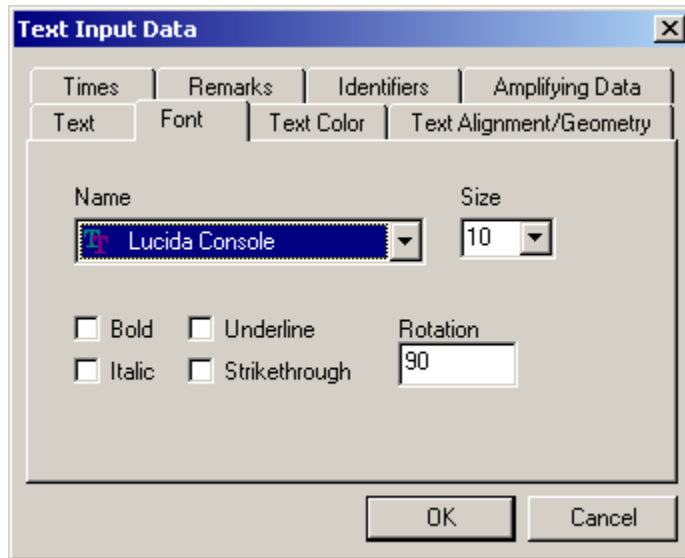 Text Input Data
Times Remarks Identifiers Amplifying Data
Text Font Text Color Text Alignment/Geometry
Name Size
Lucida Console 10
Bold Underline Rotation
Italic Strikethrough 90
OK Cancel